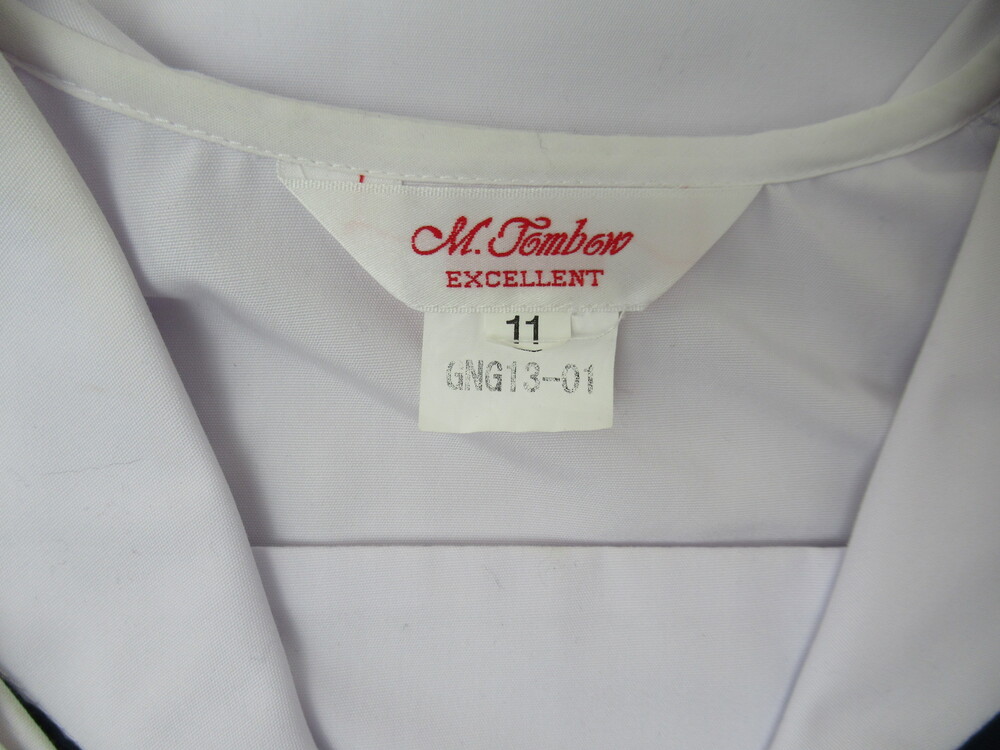 M. Tombow
EXCELLENT
11
GNG13-01